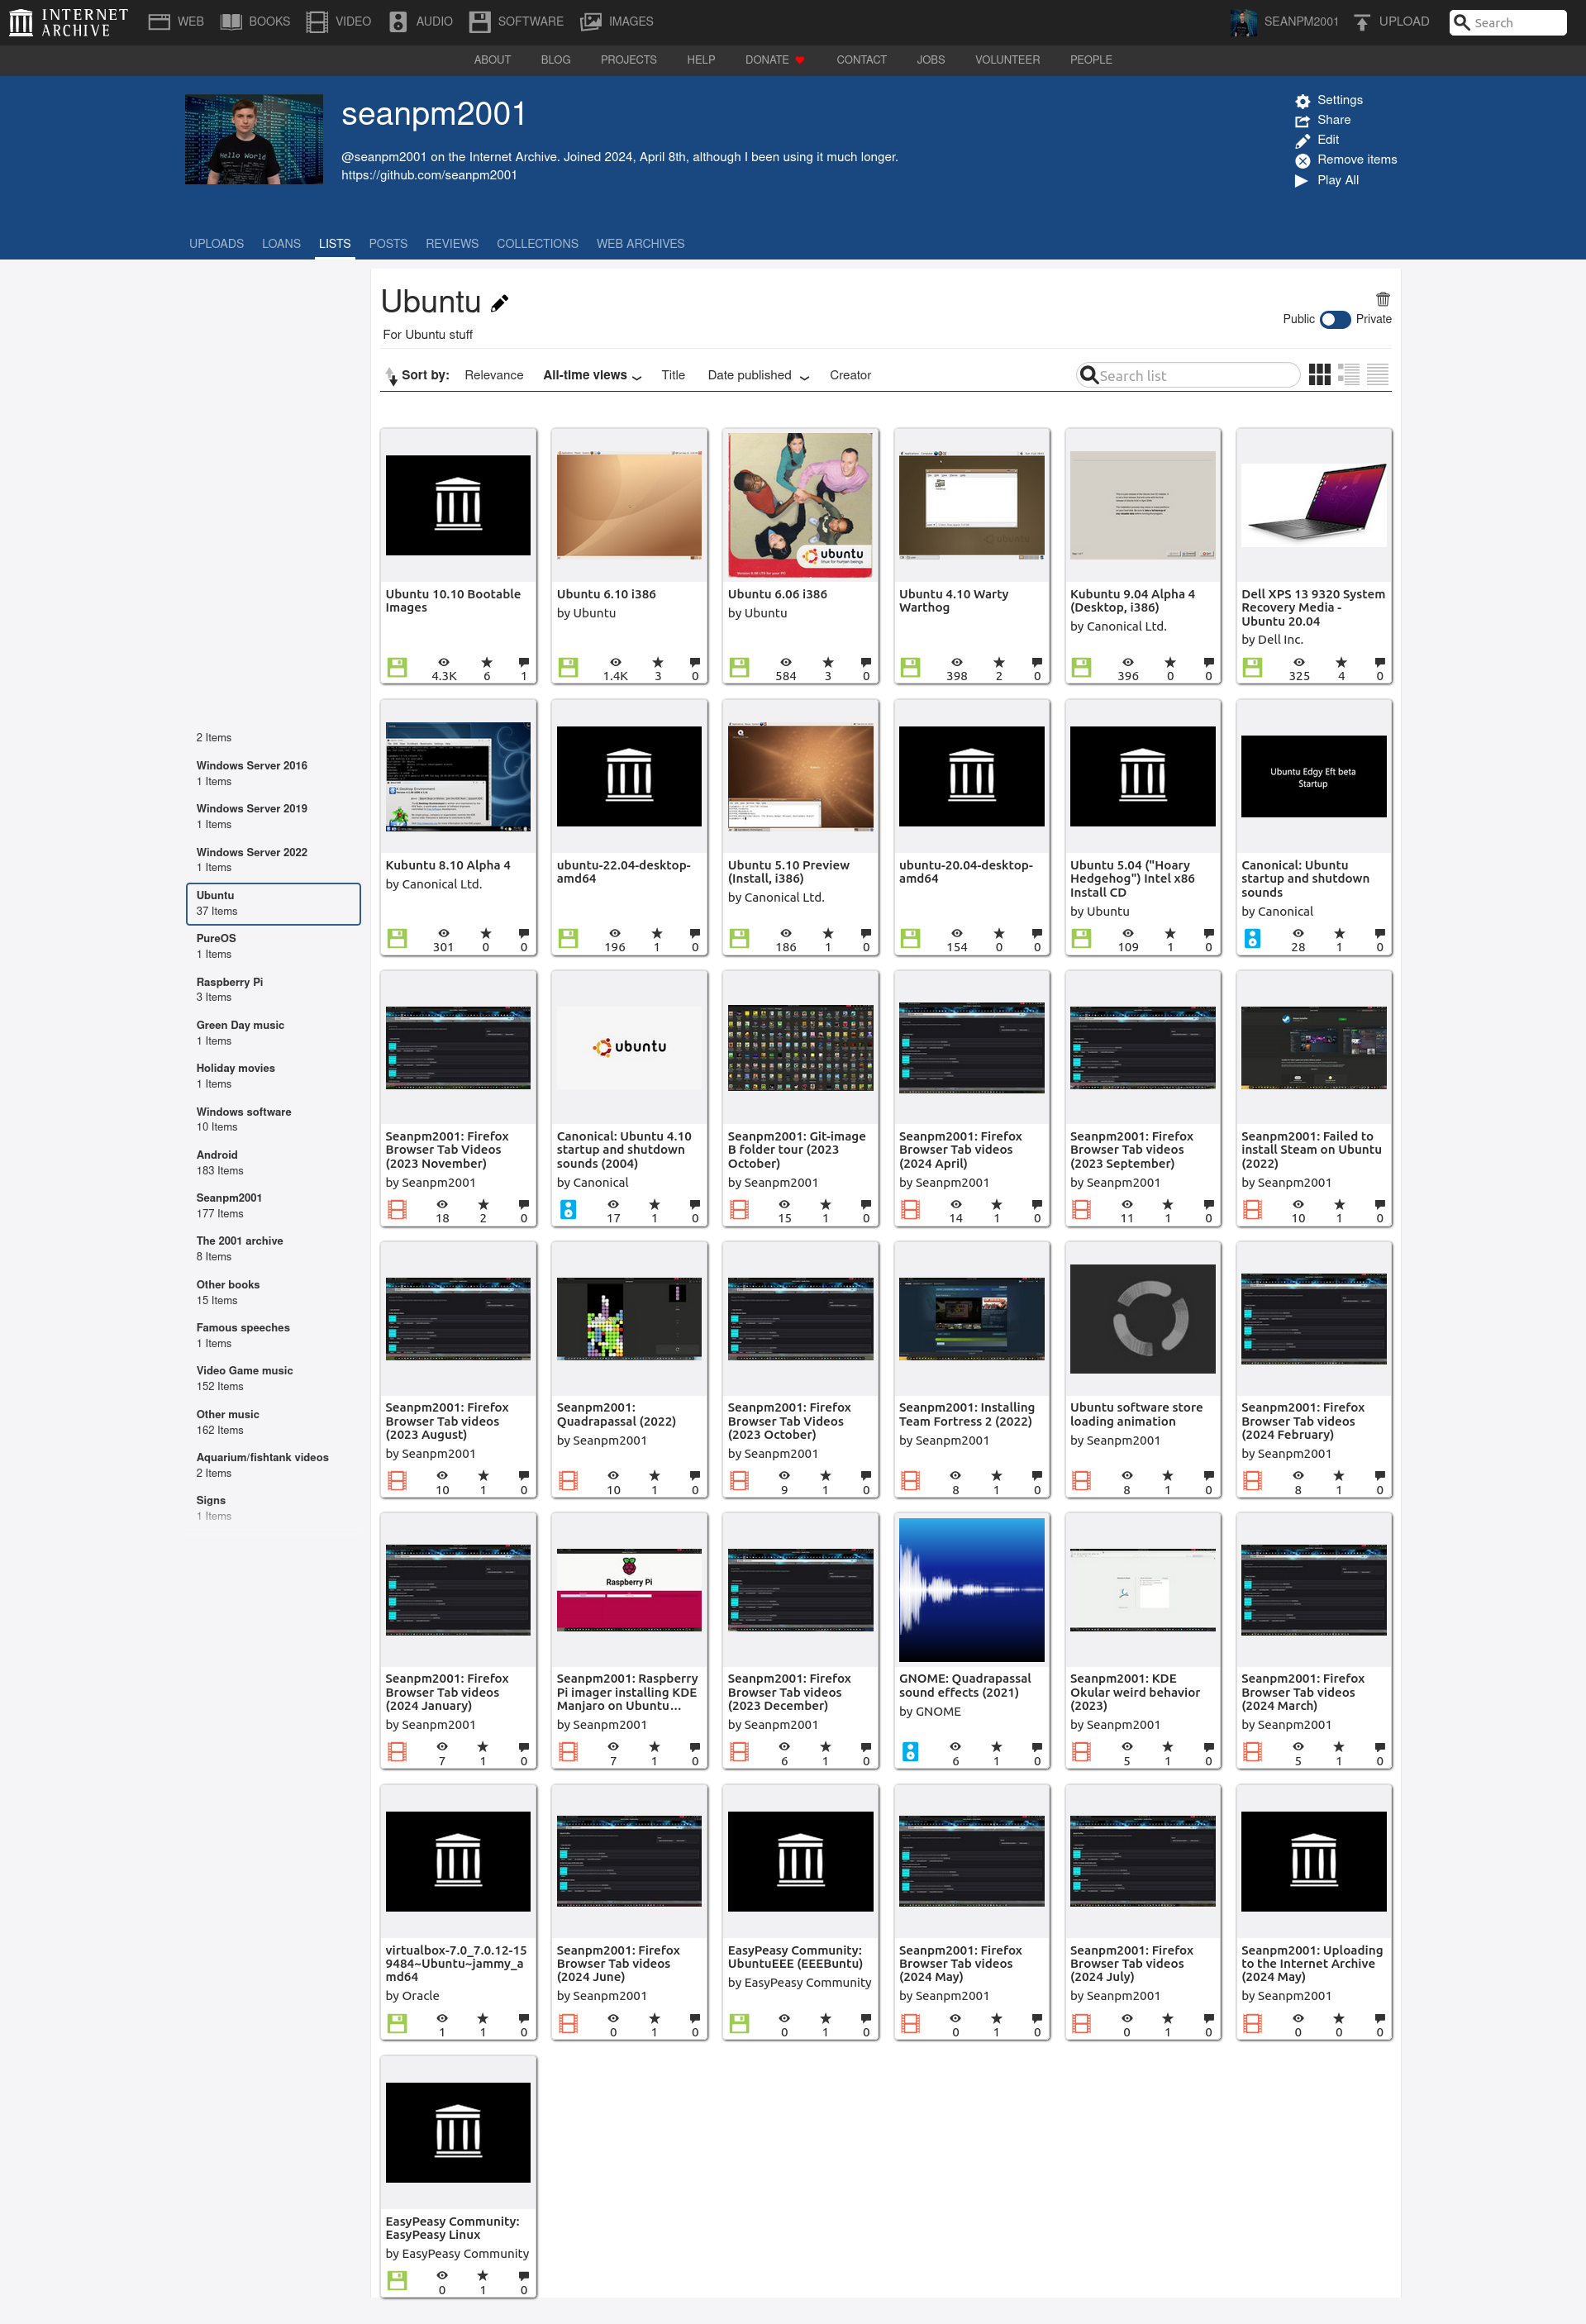 INTERNET ARCHIVE
WEB BOOKS VIDEO AUDIO SOFTWARE IMAGES SEANPM2001 UPLOAD Search
ABOUT BLOG PROJECTS HELP DONATE CONTACT JOBS VOLUNTEER PEOPLE
Hello World
seanpm2001
@seanpm2001 on the Internet Archive. Joined 2024, April 8th, although I been using it much longer.
https://github.com/seanpm2001
Settings
Share
Edit
Remove items
Play All
UPLOADS LOANS LISTS POSTS REVIEWS COLLECTIONS WEB ARCHIVES
2 Items
Windows Server 2016
1 Items
Windows Server 2019
1 Items
Windows Server 2022
1 Items
Ubuntu
37 Items
PureOS
1 Items
Raspberry Pi
3 Items
Green Day music
1 Items
Holiday movies
1 Items
Windows software
10 Items
Android
183 Items
Seanpm2001
177 Items
The 2001 archive
8 Items
Other books
15 Items
Famous speeches
1 Items
Video Game music
152 Items
Other music
162 Items
Aquarium/fishtank videos
2 Items
Signs
1 Items
Ubuntu
For Ubuntu stuff
Public Private
Sort by: Relevance All-time views Title Date published Creator
Search list
Ubuntu 10.10 Bootable
Images
4.3K 6 1
Ubuntu 6.10 i386
by Ubuntu
1.4K 3 0
ubuntu
Ubuntu 6.06 i386
by Ubuntu
584 3 0
ubuntu
Ubuntu 4.10 Warty
Warthog
398 2 0
Kubuntu 9.04 Alpha 4
(Desktop, i386)
by Canonical Ltd.
396 0 0
Dell XPS 13 9320 System
Recovery Media -
Ubuntu 20.04
by Dell Inc.
325 4 0
Kubuntu 8.10 Alpha 4
by Canonical Ltd.
301 0 0
ubuntu-22.04-desktop-
amd64
196 1 0
Ubuntu 5.10 Preview
(Install, i386)
by Canonical Ltd.
186 1 0
ubuntu-20.04-desktop-
amd64
154 0 0
Ubuntu 5.04 ("Hoary
Hedgehog") Intel x86
Install CD
by Ubuntu
109 1 0
Ubuntu Edgy Eft beta
Startup
Canonical: Ubuntu
startup and shutdown
sounds
by Canonical
28 1 0
Seanpm2001: Firefox
Browser Tab Videos
(2023 November)
by Seanpm2001
18 2 0
ubuntu
Canonical: Ubuntu 4.10
startup and shutdown
sounds (2004)
by Canonical
17 1 0
Seanpm2001: Git-image
B folder tour (2023
October)
by Seanpm2001
15 1 0
Seanpm2001: Firefox
Browser Tab videos
(2024 April)
by Seanpm2001
14 1 0
Seanpm2001: Firefox
Browser Tab videos
(2023 September)
by Seanpm2001
11 1 0
Seanpm2001: Failed to
install Steam on Ubuntu
(2022)
by Seanpm2001
10 1 0
Seanpm2001: Firefox
Browser Tab videos
(2023 August)
by Seanpm2001
10 1 0
Seanpm2001:
Quadrapassal (2022)
by Seanpm2001
10 1 0
Seanpm2001: Firefox
Browser Tab Videos
(2023 October)
by Seanpm2001
9 1 0
Seanpm2001: Installing
Team Fortress 2 (2022)
by Seanpm2001
8 1 0
Ubuntu software store
loading animation
by Seanpm2001
8 1 0
Seanpm2001: Firefox
Browser Tab videos
(2024 February)
by Seanpm2001
8 1 0
Seanpm2001: Firefox
Browser Tab videos
(2024 January)
by Seanpm2001
7 1 0
Raspberry Pi
Seanpm2001: Raspberry
Pi imager installing KDE
Manjaro on Ubuntu…
by Seanpm2001
7 1 0
Seanpm2001: Firefox
Browser Tab videos
(2023 December)
by Seanpm2001
6 1 0
GNOME: Quadrapassal
sound effects (2021)
by GNOME
6 1 0
Seanpm2001: KDE
Okular weird behavior
(2023)
by Seanpm2001
5 1 0
Seanpm2001: Firefox
Browser Tab videos
(2024 March)
by Seanpm2001
5 1 0
virtualbox-7.0_7.0.12-15
9484~Ubuntu~jammy_a
md64
by Oracle
1 1 0
Seanpm2001: Firefox
Browser Tab videos
(2024 June)
by Seanpm2001
0 1 0
EasyPeasy Community:
UbuntuEEE (EEEBuntu)
by EasyPeasy Community
0 1 0
Seanpm2001: Firefox
Browser Tab videos
(2024 May)
by Seanpm2001
0 1 0
Seanpm2001: Firefox
Browser Tab videos
(2024 July)
by Seanpm2001
0 1 0
Seanpm2001: Uploading
to the Internet Archive
(2024 May)
by Seanpm2001
0 0 0
EasyPeasy Community:
EasyPeasy Linux
by EasyPeasy Community
0 1 0